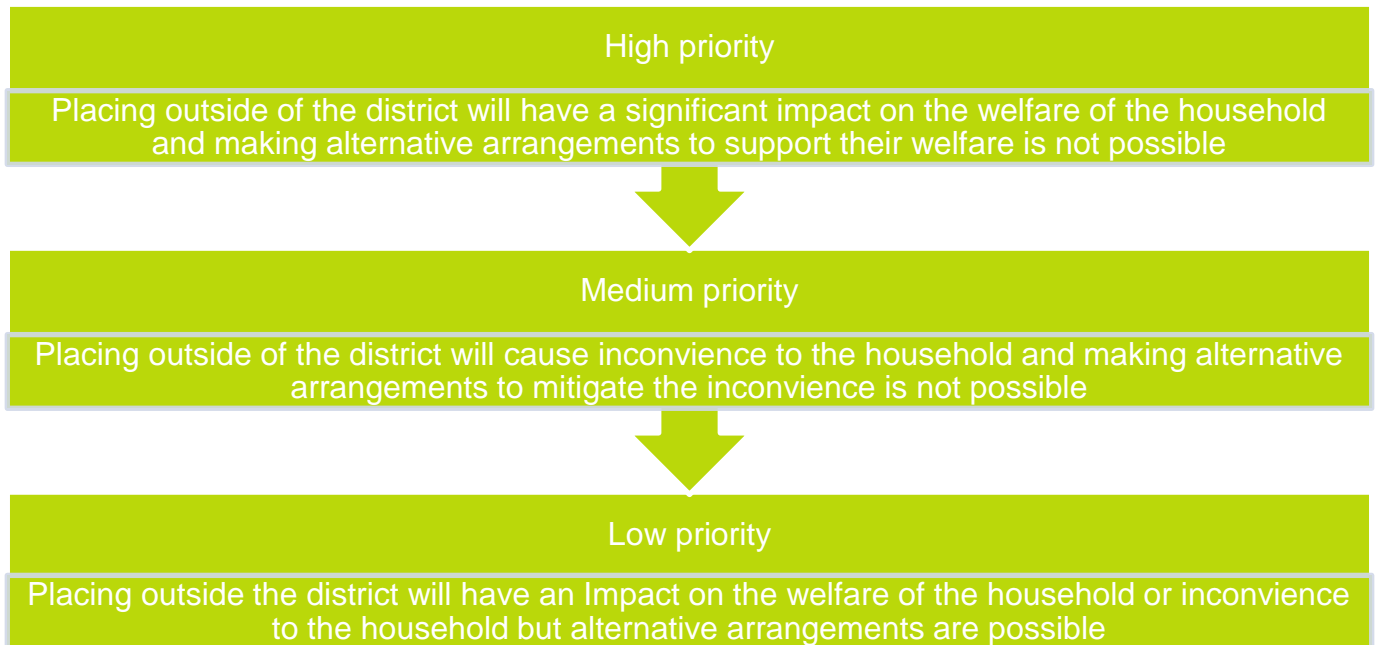 High priority
Placing outside of the district will have a significant impact on the welfare of the household
and making alternative arrangements to support their welfare is not possible
Medium priority
Placing outside of the district will cause inconvience to the household and making alternative
arrangements to mitigate the inconvience is not possible
Low priority
Placing outside the district will have an Impact on the welfare of the household or inconvience
to the household but alternative arrangements are possible